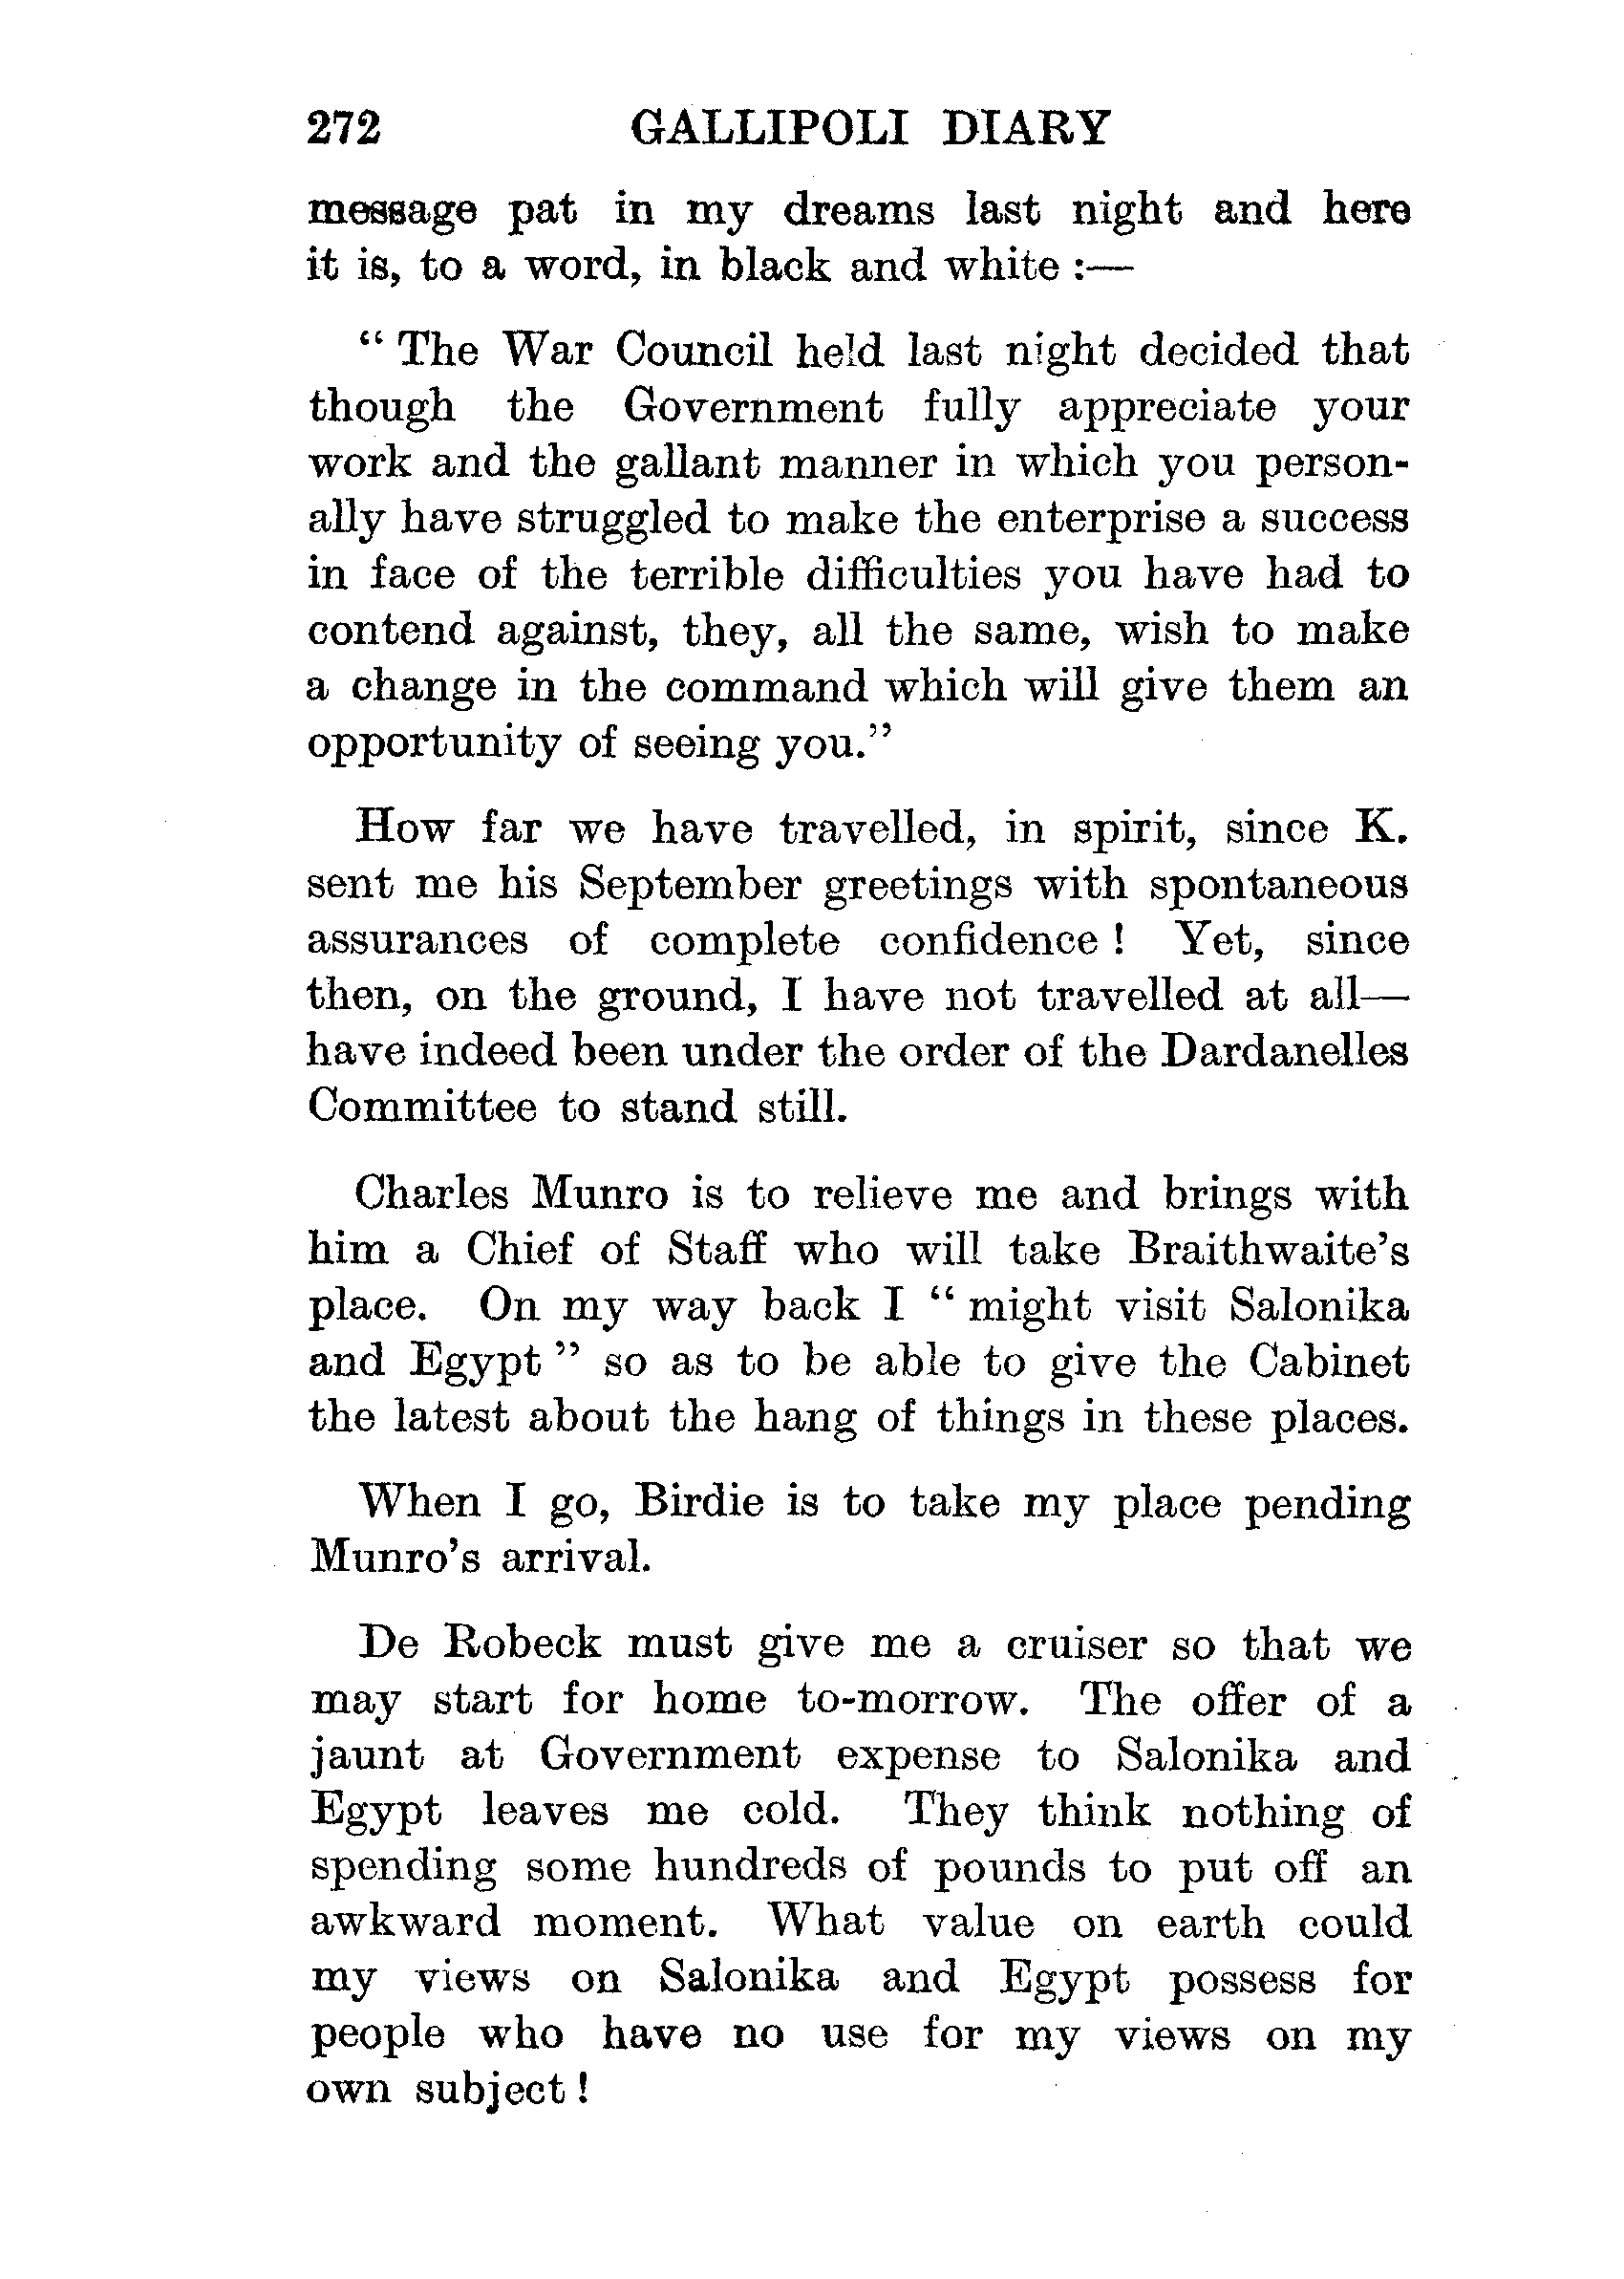 272 GALLIPOLI DIARY
message pat in my dreams last night and here
it is, to a word, in black and white :—
“ The War Council held last night decided that
though the Government fully appreciate your
work and the gallant manner in which you person-
ally have struggled to make the enterprise a success
in face of the terrible difficulties you have had to
contend against, they, all the same, wish to make
a change in the command which will give them an
opportunity of seeing you.”
How far we have travelled, in spirit, since K.
sent me his September greetings with spontaneous
assurances of complete confidence ! Yet, since
then, on the ground, I have not travelled at all—
have indeed been under the order of the Dardanelles
Committee to stand still.
Charles Munro is to relieve me and brings with
him a Chief of Staff who will take Braithwaite’s
place. On my way back I “ might visit Salonika
and Egypt ” so as to be able to give the Cabinet
the latest about the hang of things in these places.
When I go, Birdie is to take my place pending
Munro’s arrival.
De Robeck must give me a cruiser so that we
may start for home to-morrow. The offer of a
jaunt at Government expense to Salonika and
Egypt leaves me cold. They think nothing of
spending some hundreds of pounds to put off an
awkward moment. What value on earth could
my views on Salonika and Egypt possess for
people who have no use for my views on my
own subject !